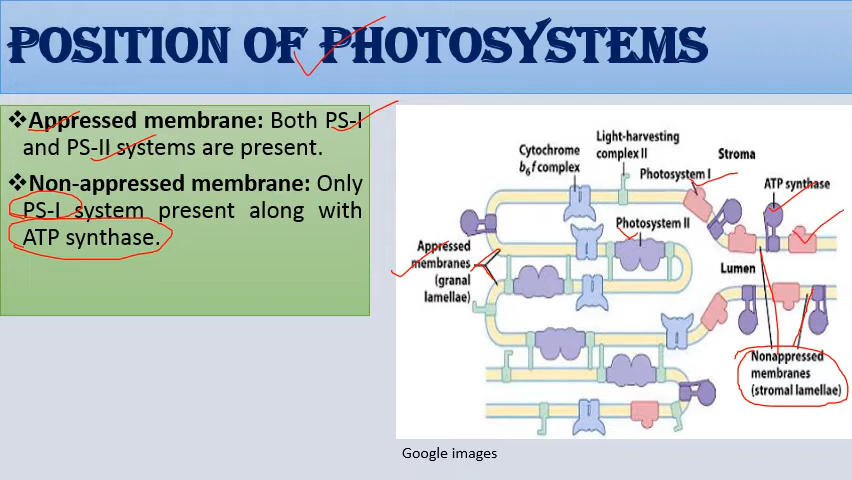 POSITION OF PHOTOSYSTEMS
❖Appressed membrane: Both PS-I
and PS-II systems are present.
❖Non-appressed membrane: Only
PS-I system present along with
ATP synthase.
Cytochrome
b6f complex
Light-harvesting
complex II
Photosystem I
Stroma
ATP synthase
Photosystem II
Appressed
membranes
(granal
lamellae)
Lumen
Nonappressed
membranes
(stromal lamellae)
Google images